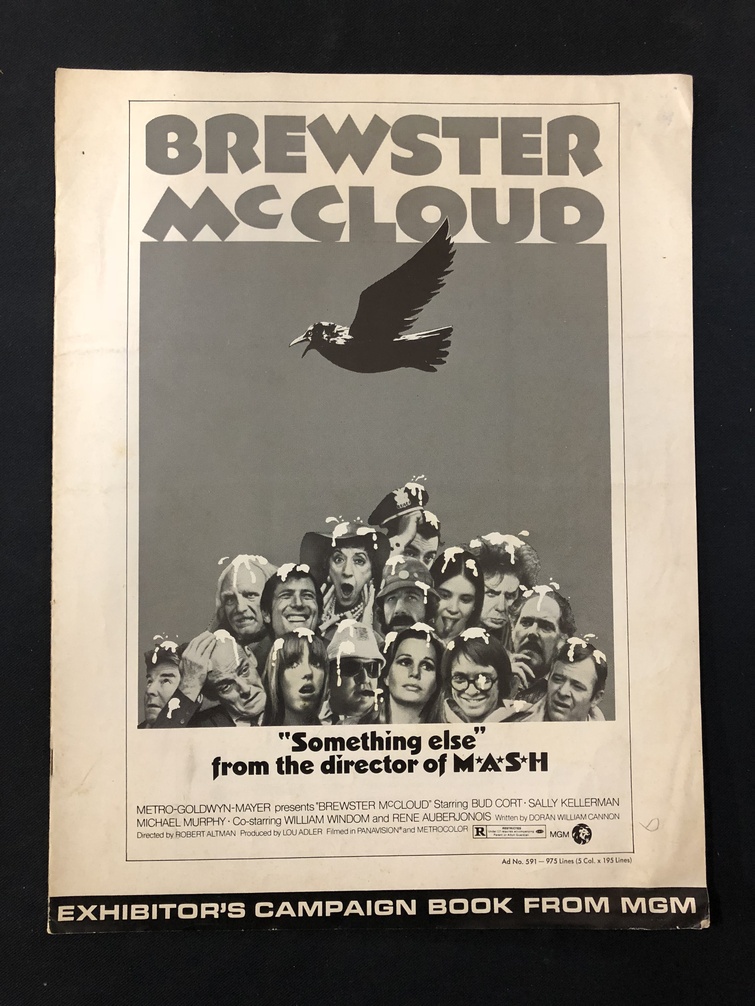 BREWSTER
McCLOUD
"Something else"
from the director of M*A*S*H
METRO-GOLDWYN-MAYER presents "BREWSTER McCLOUD" Starring BUD CORT · SALLY KELLERMAN
MICHAEL MURPHY · Co-starring WILLIAM WINDOM and RENE AUBERJONOIS Written by DORAN WILLIAM CANNON
Directed by ROBERT ALTMAN Produced by LOU ADLER Filmed in PANAVISION® and METROCOLOR R RESTRICTED MGM
Ad No. 591 — 975 Lines (5 Col. x 195 Lines)
EXHIBITOR'S CAMPAIGN BOOK FROM MGM